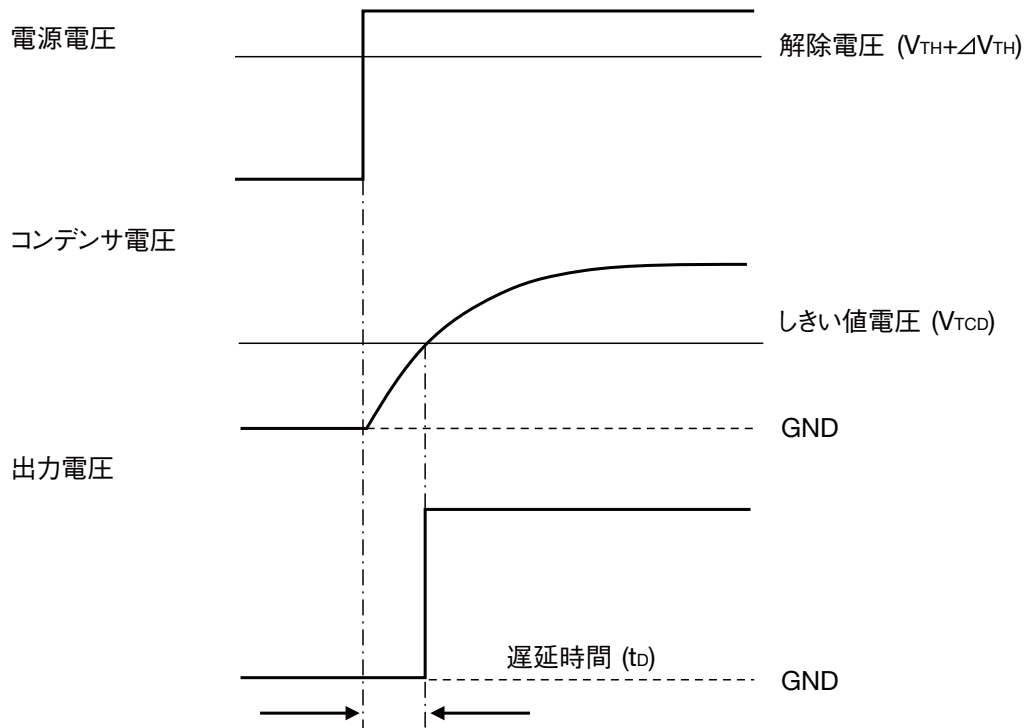 電源電圧
解除電圧 (VTH+⊿VTH)
コンデンサ電圧
しきい値電圧 (VTCD)
GND
出力電圧
遅延時間 (tD)
GND